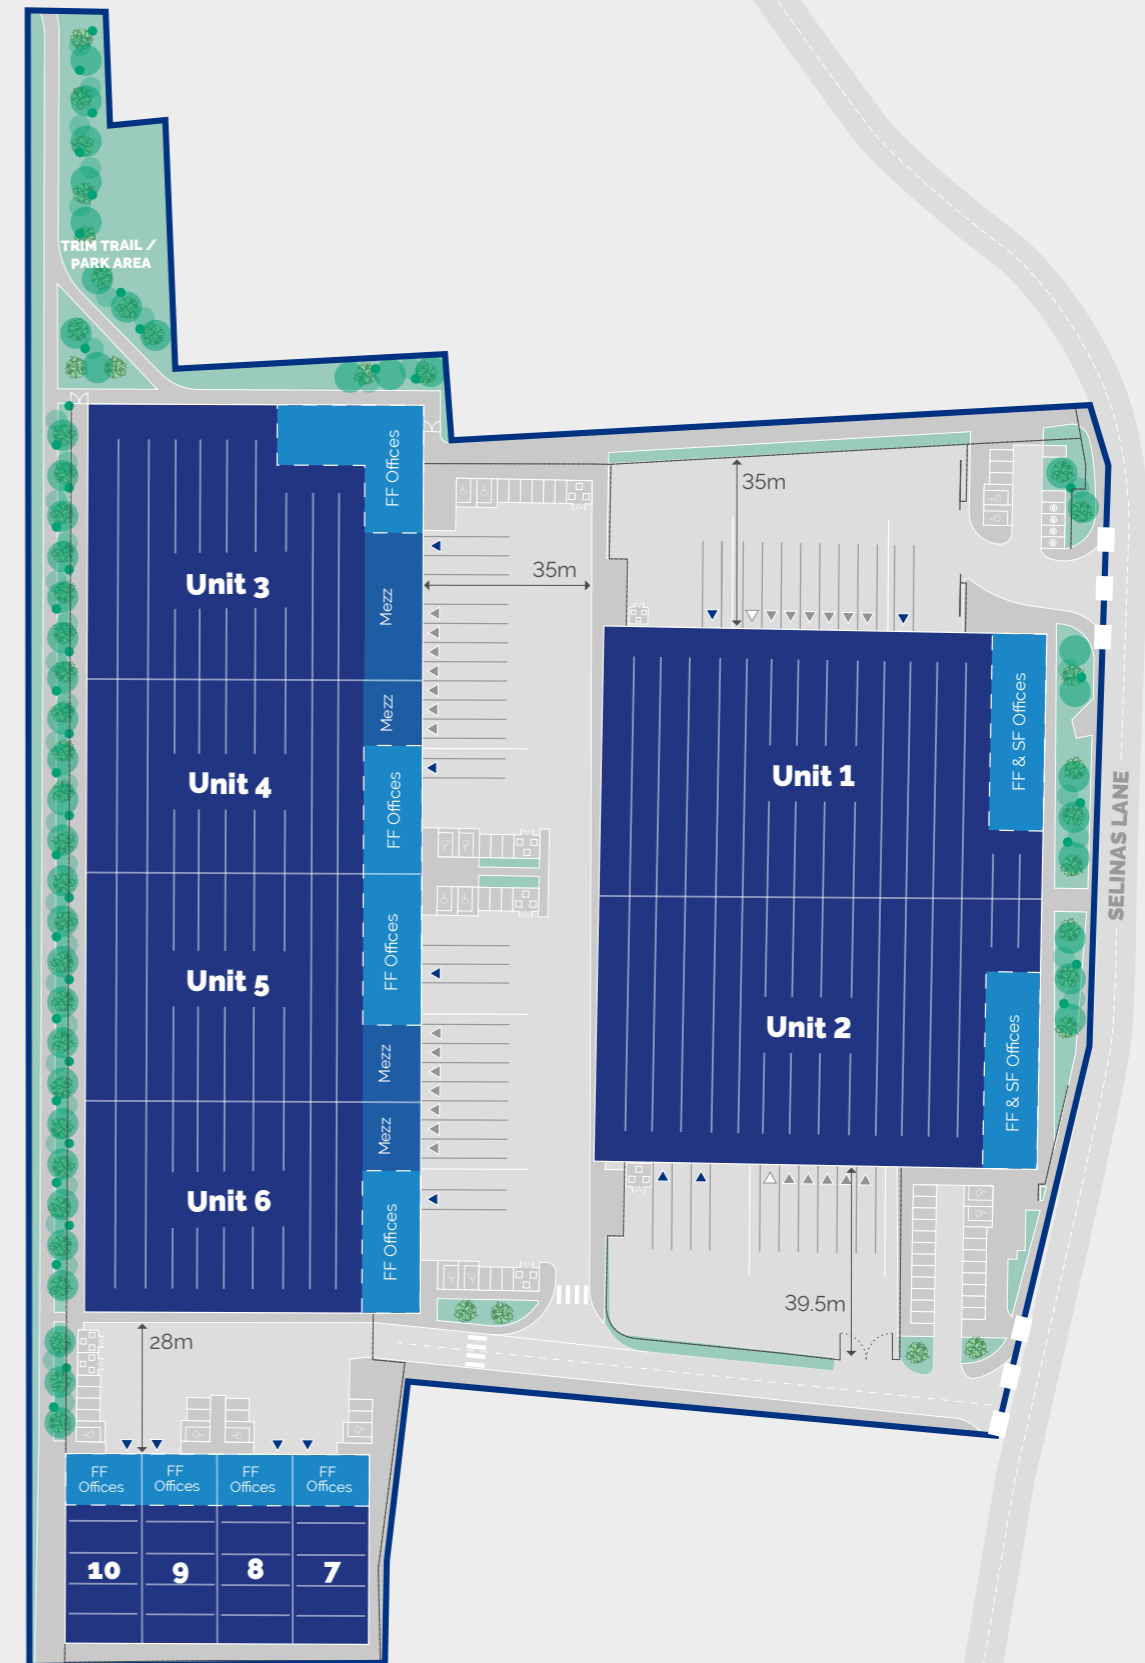 TRIM TRAIL /
PARK AREA
FF Offices
35m
35m
Unit 3
Mezz
Mezz
Unit 4
FF Offices
Unit 1
FF & SF Offices
SELINAS LANE
FF Offices
Unit 5
Unit 2
FF & SF Offices
Mezz
Mezz
Unit 6
FF Offices
39.5m
28m
FF
Offices
FF
Offices
FF
Offices
FF
Offices
10
9
8
7